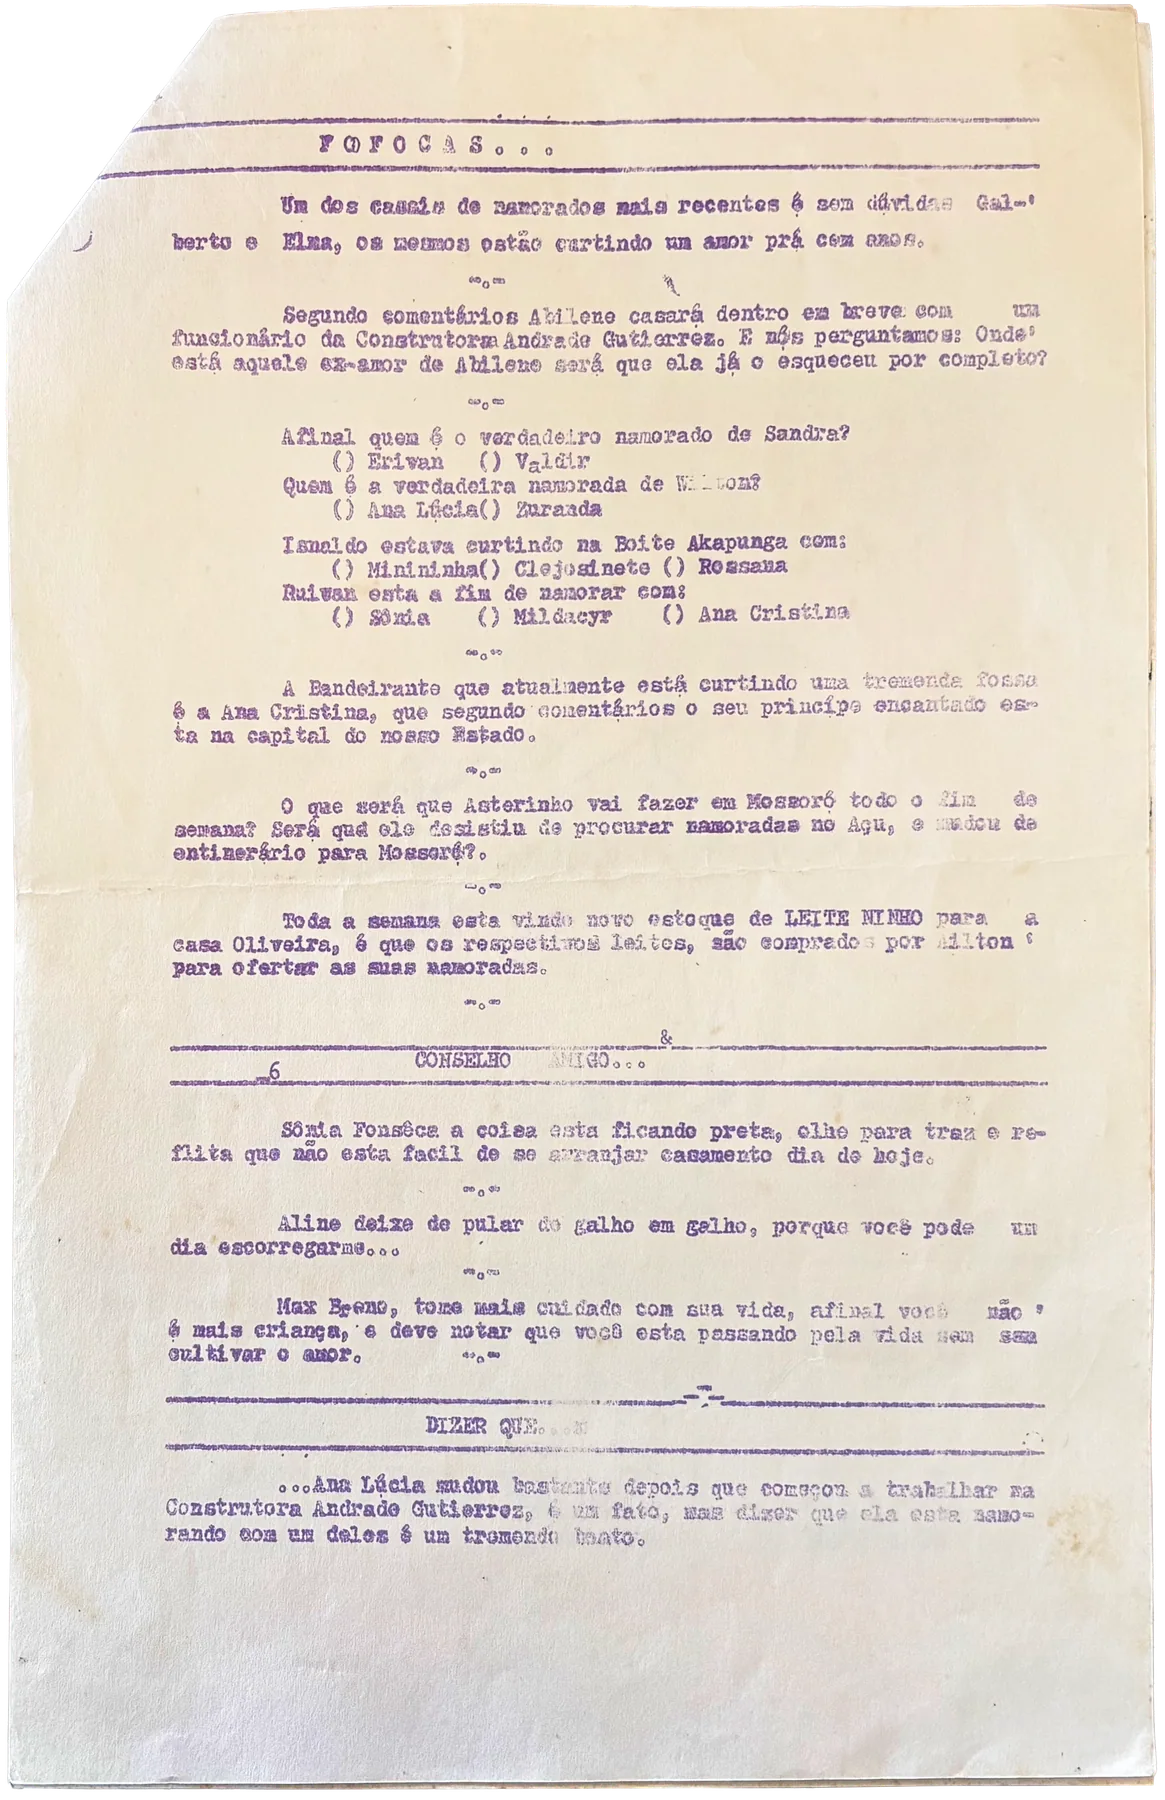 FOFOCAS...
Um dos casais de namorados mais recentes é sem dúvidas Gal-'
berto e Elma, os mesmos estão curtindo um amor prá cem anos.
-.-
Segundo comentários Abilene casará dentro em breve com um
funcionário da Construtora Andrade Gutierrez. E nós perguntamos: Onde'
está aquele ex-amor de Abilene será que ela já o esqueceu por completo?
-.-
Afinal quem é o verdadeiro namorado de Sandra?
() Erivan () Valdir
Quem é a verdadeira namorada de Wilton?
() Ana Lúcia() Zuranda
Isnaldo estava curtindo na Boite Akapunga com:
() Minininha() Clejosinete () Rossana
Ruivan esta a fim de namorar com:
() Sônia () Mildacyr () Ana Cristina
-.-
A Bandeirante que atualmente está curtindo uma tremenda fossa
é a Ana Cristina, que segundo comentários o seu princípe encantado es-
ta na capital do nosso Estado.
-.-
O que será que Asterinho vai fazer em Mossoró todo o fim de
semana? Será que ele desistiu de procurar namoradas no Açu, e mudou de
entinerário para Mossoró?.
-.-
Toda a semana esta vindo novo estoque de LEITE NINHO para a
casa Oliveira, é que os respectivos leites, são comprados por Ailton '
para ofertar as suas namoradas.
-.-
&
CONSELHO AMIGO...
6
Sônia Fonsêca a coisa esta ficando preta, olhe para traz e re-
flita que não esta facil de se arranjar casamento dia de hoje.
-.-
Aline deixe de pular de galho em galho, porque você pode um
dia escorregarme...
-.-
Max Breno, tome mais cuidado com sua vida, afinal você não '
é mais criança, e deve notar que você esta passando pela vida sem sem
cultivar o amor. -.-
DIZER QUE...
...Ana Lúcia mudou bastante depois que começou a trabalhar na
Construtora Andrade Gutierrez, é um fato, mas dizer que ela esta namo-
rando com um deles é um tremendo boato.